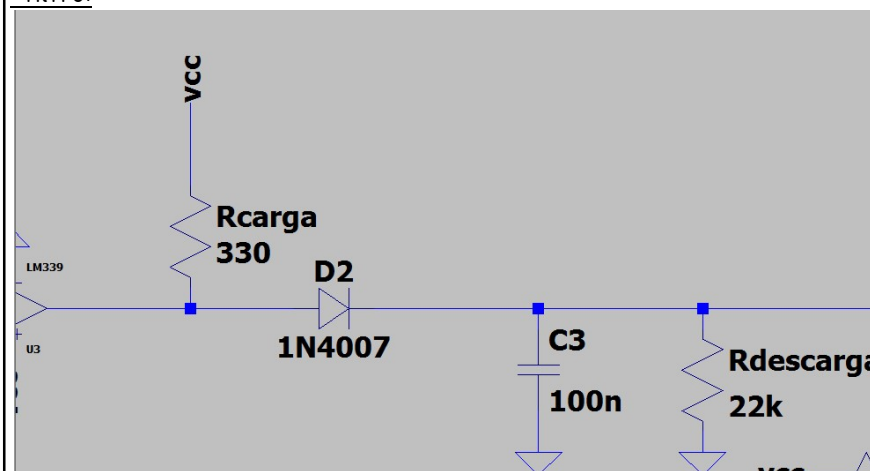 vcc
Rcarga
330
LM339
D2
U3
1N4007
C3
100n
Rdescarga
22k